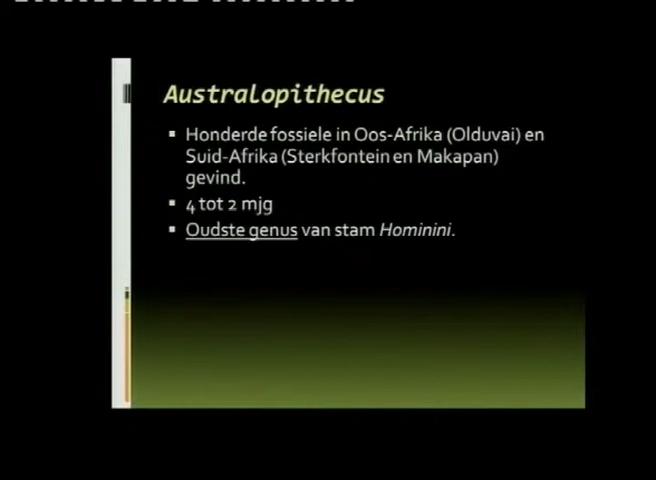 Australopithecus
Honderde fossiele in Oos-Afrika (Olduvai) en
Suid-Afrika (Sterkfontein en Makapan)
gevind.
4 tot 2 mjg
Oudste genus van stam Hominini.